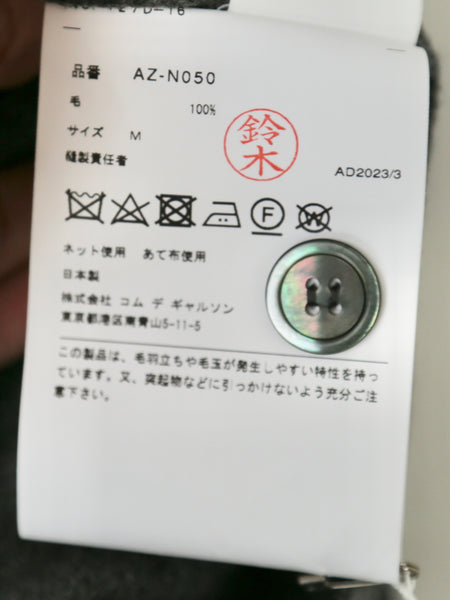 品番 AZ-N050
毛 100%
サイズ M
縫製責任者
鈴木
AD2023/3
F
W
ネット使用 あて布使用
日本製
株式会社 コム デ ギャルソン
東京都港区南青山5-11-5
この製品は、毛羽立ちや毛玉が発生しやすい特性を持っ
ています。又、突起物などに引っかけないよう充分ご注
意下さい。